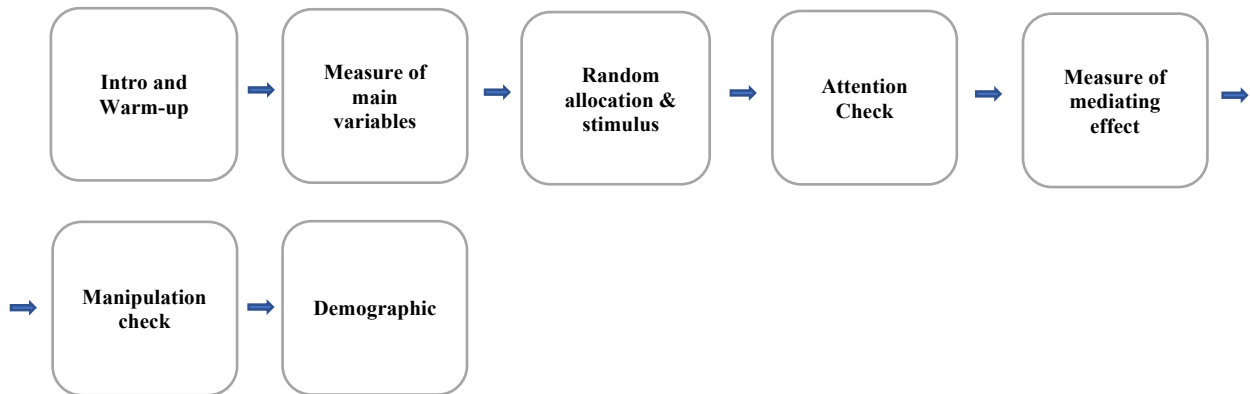 Intro and
Warm-up
Measure of
main
variables
Random
allocation &
stimulus
Attention
Check
Measure of
mediating
effect
Manipulation
check
Demographic